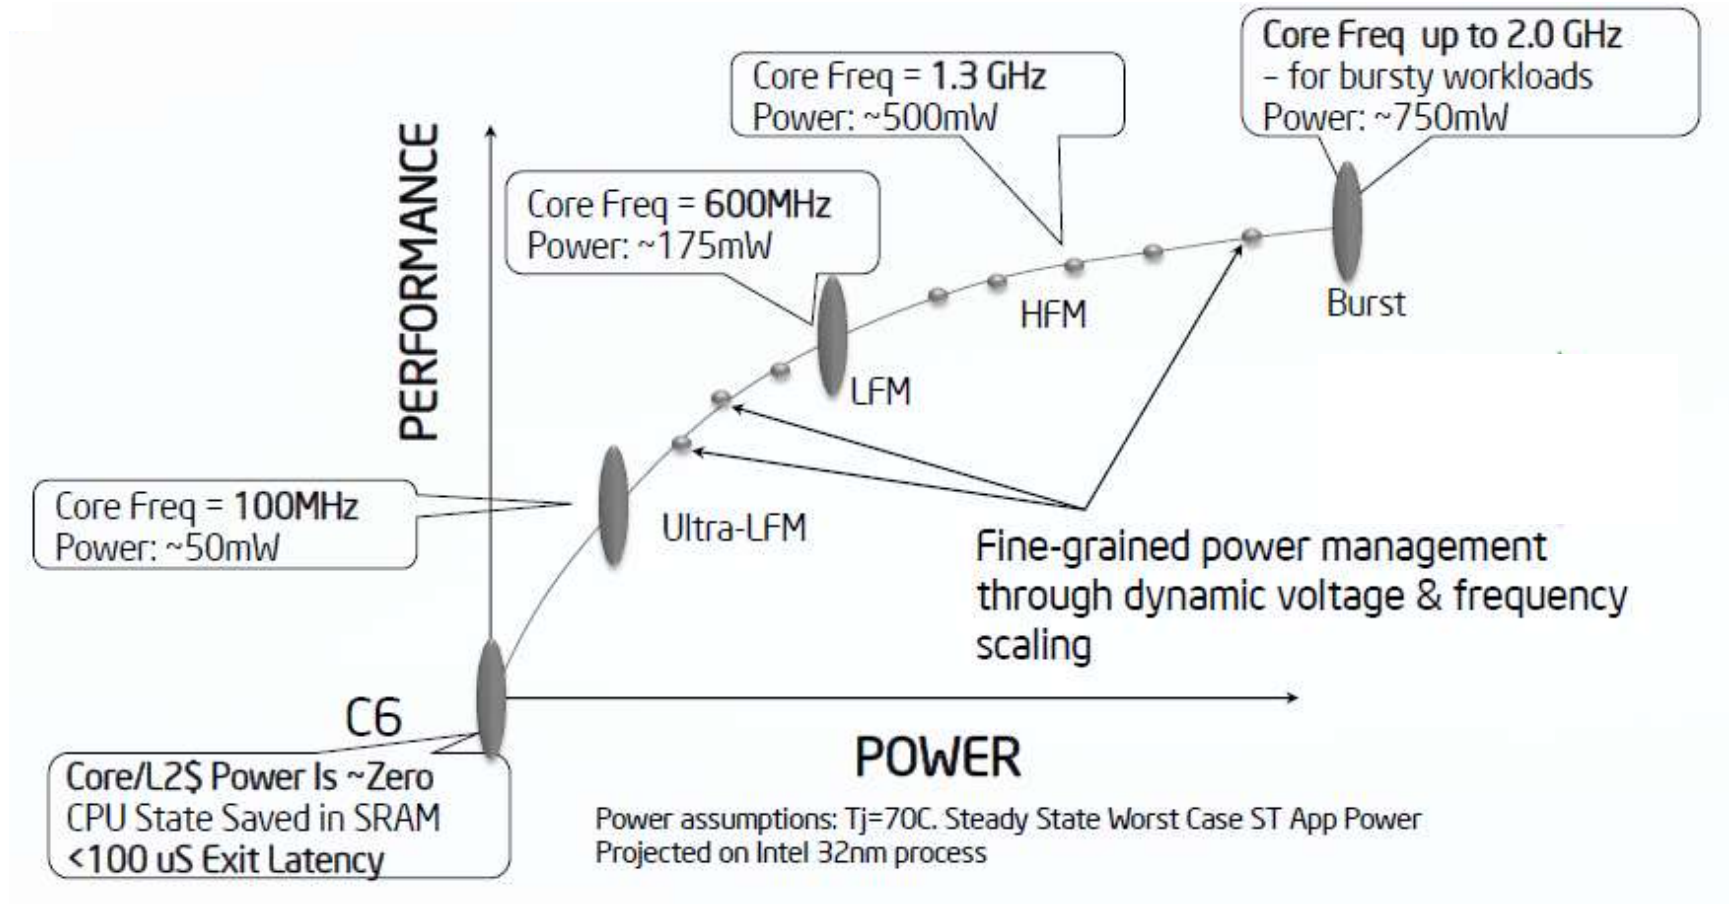 Core Freq up to 2.0 GHz
– for bursty workloads
Power: ~750mW
Core Freq = 1.3 GHz
Power: ~500mW
Core Freq = 600MHz
Power: ~175mW
PERFORMANCE
Burst
HFM
LFM
Core Freq = 100MHz
Power: ~50mW
Ultra-LFM
Fine-grained power management
through dynamic voltage & frequency
scaling
C6
POWER
Core/L2$ Power Is ~Zero
CPU State Saved in SRAM
<100 uS Exit Latency
Power assumptions: Tj=70C. Steady State Worst Case ST App Power
Projected on Intel 32nm process